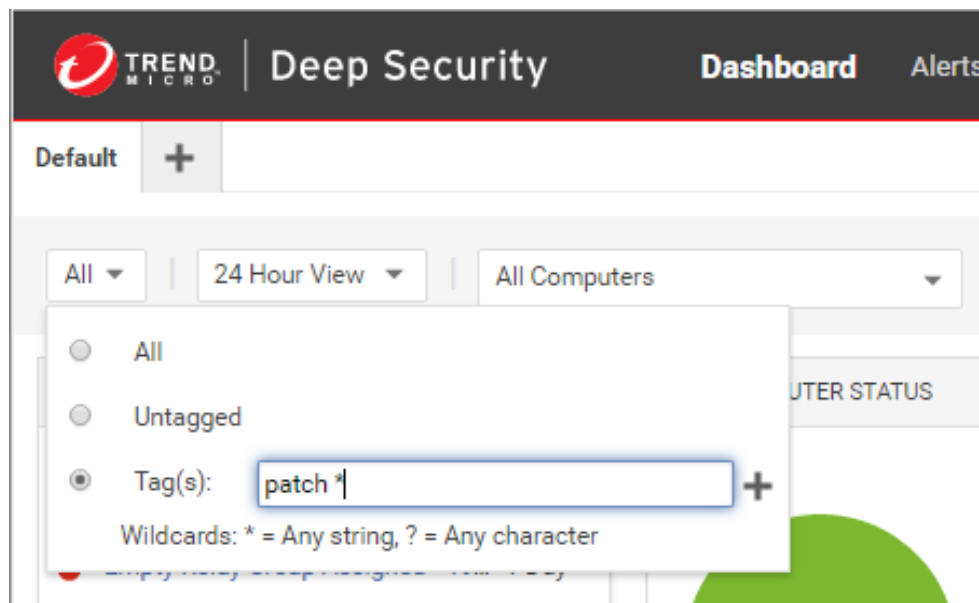 TREND MICRO Deep Security Dashboard Alerts
Default +
All 24 Hour View All Computers
All
UTER STATUS
Untagged
Tag(s): patch * +
Wildcards: * = Any string, ? = Any character